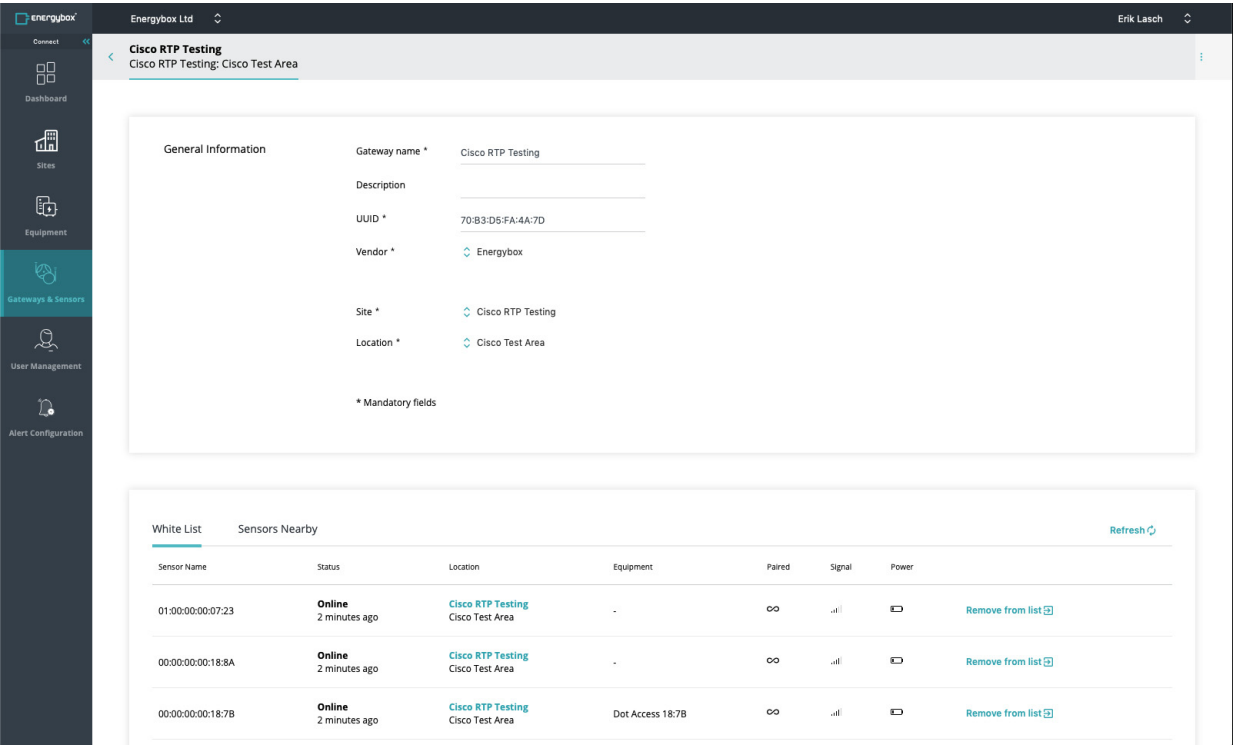 energybox
Energybox Ltd
Erik Lasch
Connect
Cisco RTP Testing
Cisco RTP Testing: Cisco Test Area
Dashboard
Sites
Equipment
Gateways & Sensors
User Management
Alert Configuration
General Information
Gateway name * Cisco RTP Testing
Description
UUID * 70:B3:D5:FA:4A:7D
Vendor * Energybox
Site * Cisco RTP Testing
Location * Cisco Test Area
* Mandatory fields
White List Sensors Nearby Refresh
Sensor Name Status Location Equipment Paired Signal Power
01:00:00:00:07:23 Online Cisco RTP Testing - Remove from list
2 minutes ago Cisco Test Area
00:00:00:00:18:8A Online Cisco RTP Testing - Remove from list
2 minutes ago Cisco Test Area
00:00:00:00:18:7B Online Cisco RTP Testing Dot Access 18:7B Remove from list
2 minutes ago Cisco Test Area